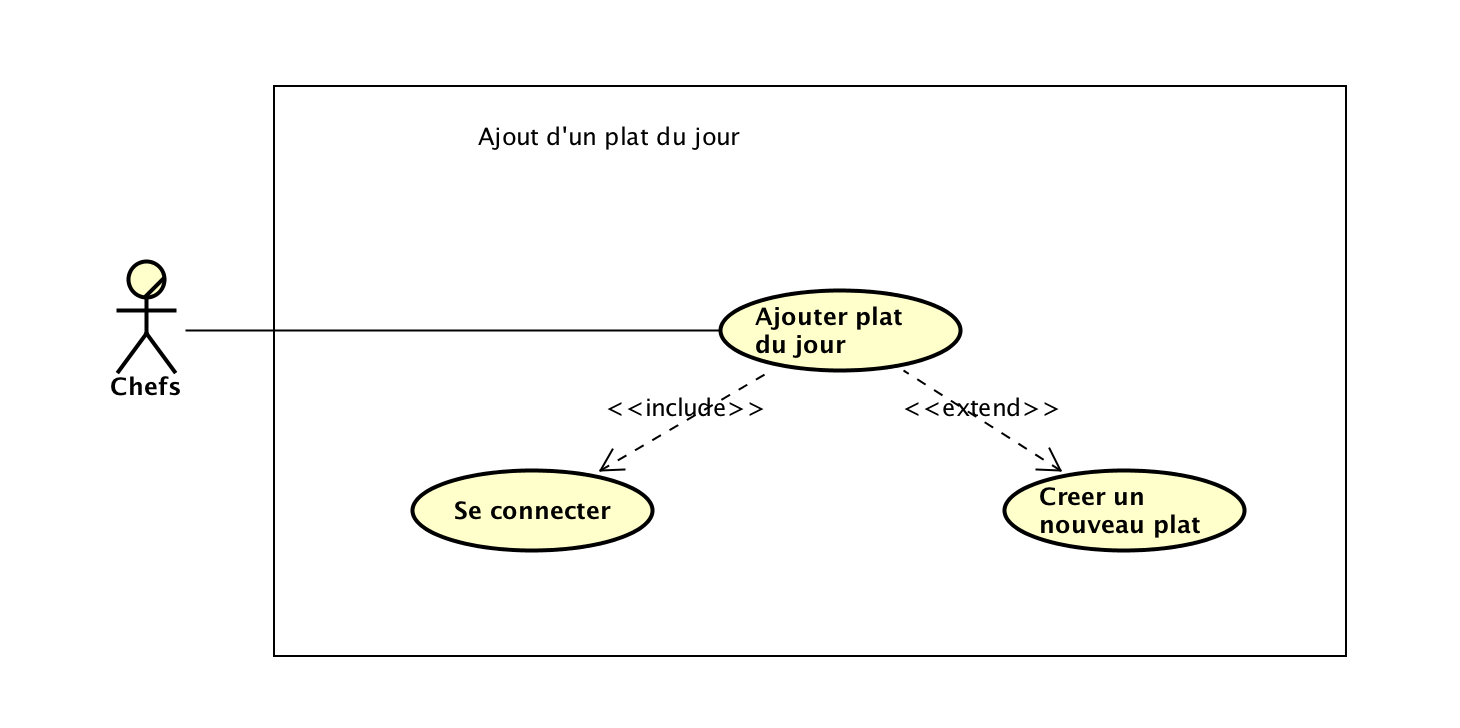 Ajout d'un plat du jour
Ajouter plat
du jour
Chefs
<<include>>
<<extend>>
Se connecter
Creer un
nouveau plat